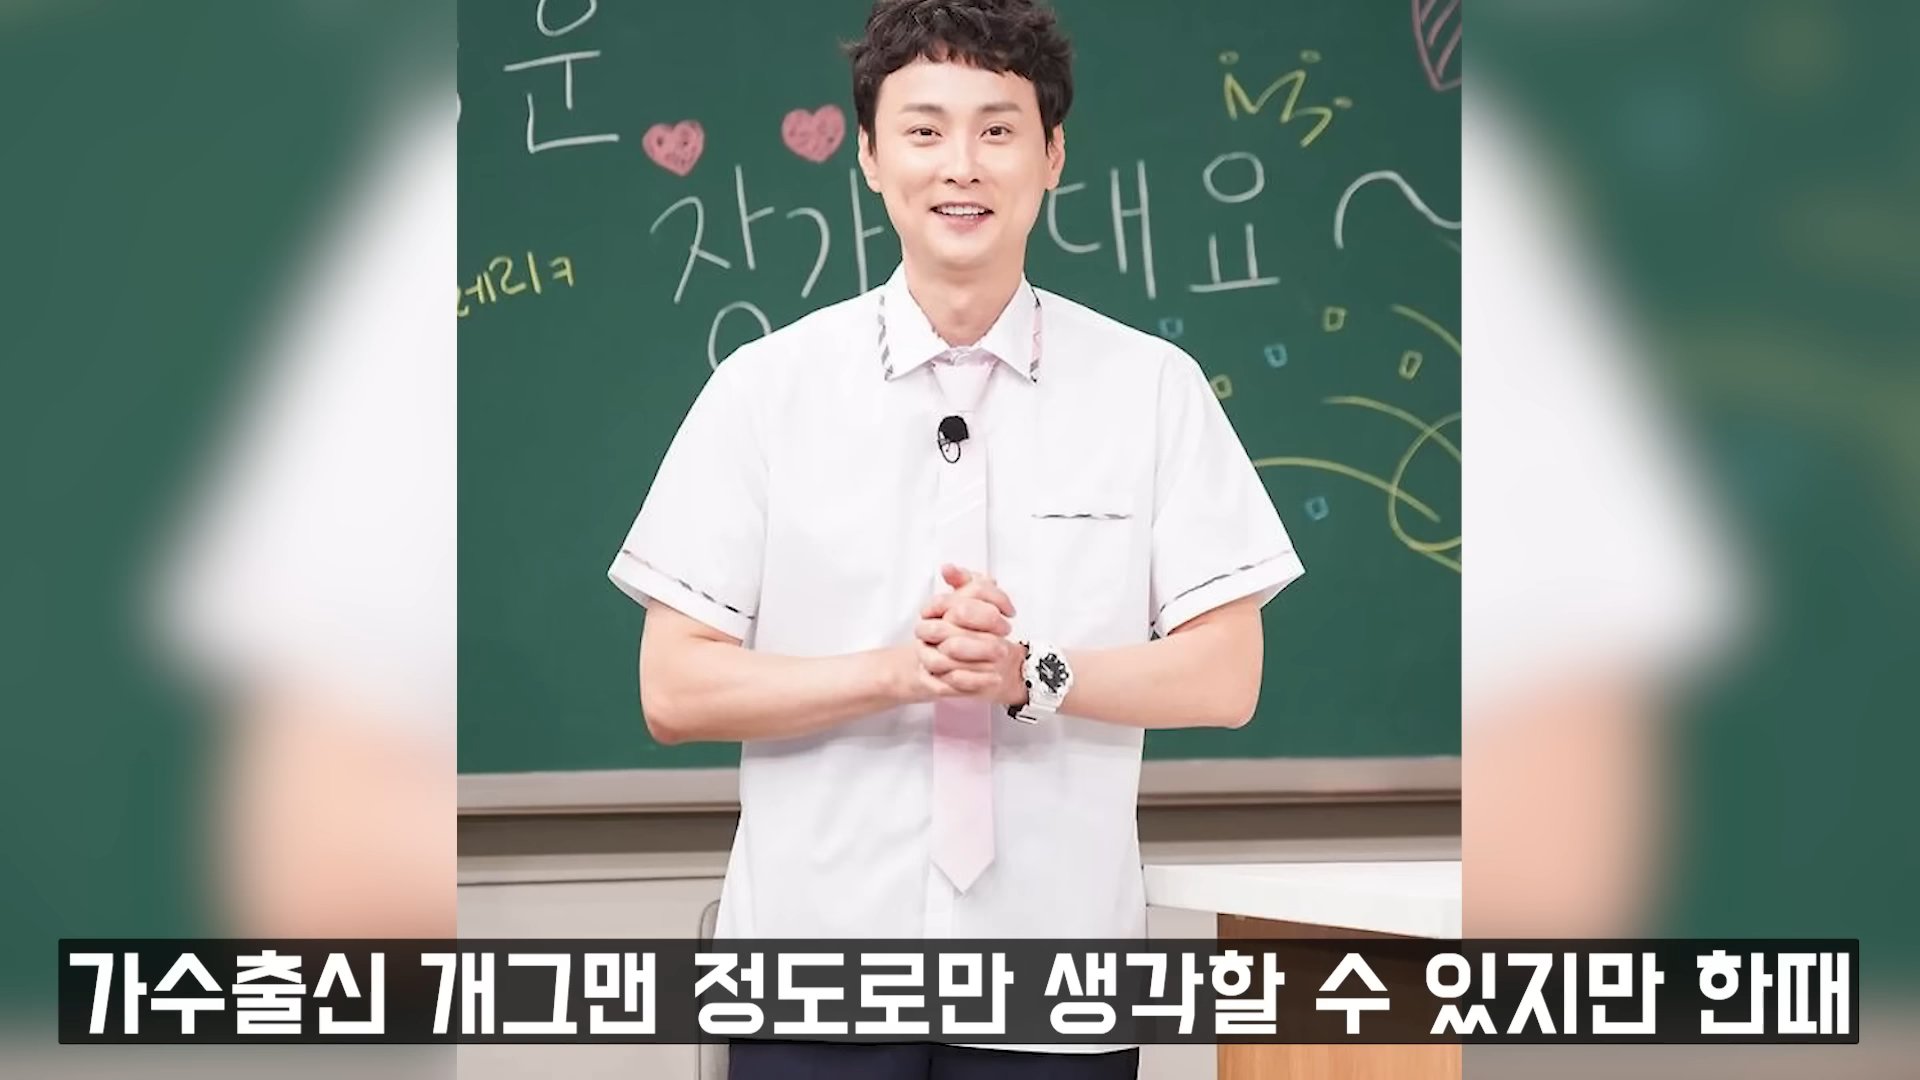 운
장가 대요~
가수출신 개그맨 정도로만 생각할 수 있지만 한때